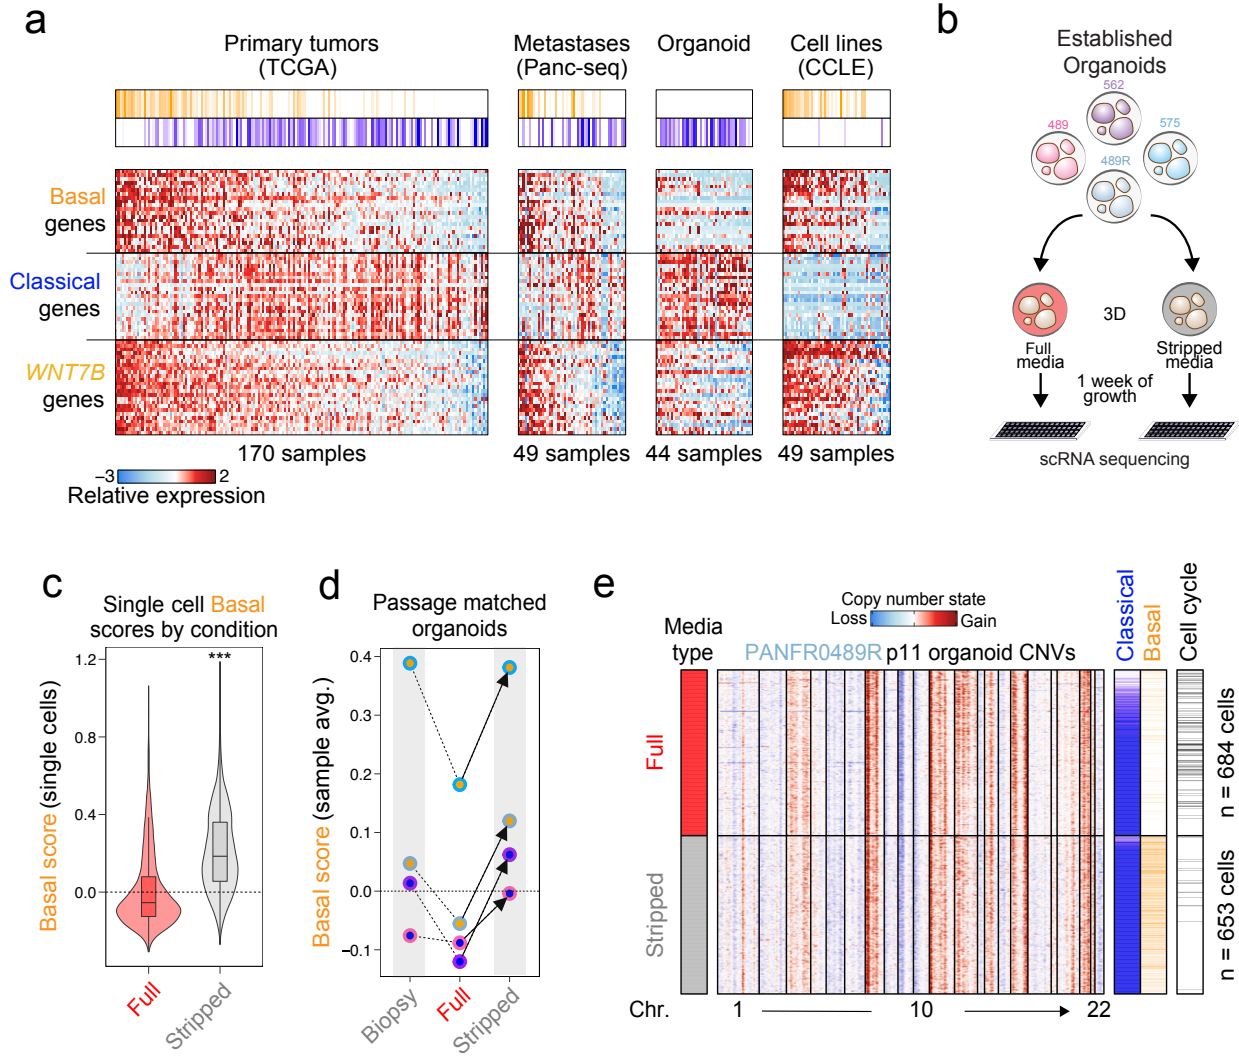 a
Primary tumors
(TCGA)
Metastases
(Panc-seq)
Organoid
Cell lines
(CCLE)
Basal
genes
Classical
genes
WNT7B
genes
170 samples
49 samples
44 samples
49 samples
−3
2
Relative expression
b
Established
Organoids
562
489
575
489R
3D
Full
media
Stripped
media
1 week of
growth
scRNA sequencing
c
Single cell Basal
scores by condition
***
Basal score (single cells)
1.2
0.8
0.4
0.0
Full
Stripped
d
Passage matched
organoids
Basal score (sample avg.)
0.4
0.3
0.2
0.1
0.0
−0.1
Biopsy
Full
Stripped
e
Copy number state
Loss
Gain
Media
type
PANFR0489R p11 organoid CNVs
Classical
Basal
Cell cycle
Full
Stripped
n = 684 cells
n = 653 cells
Chr.
1
10
22